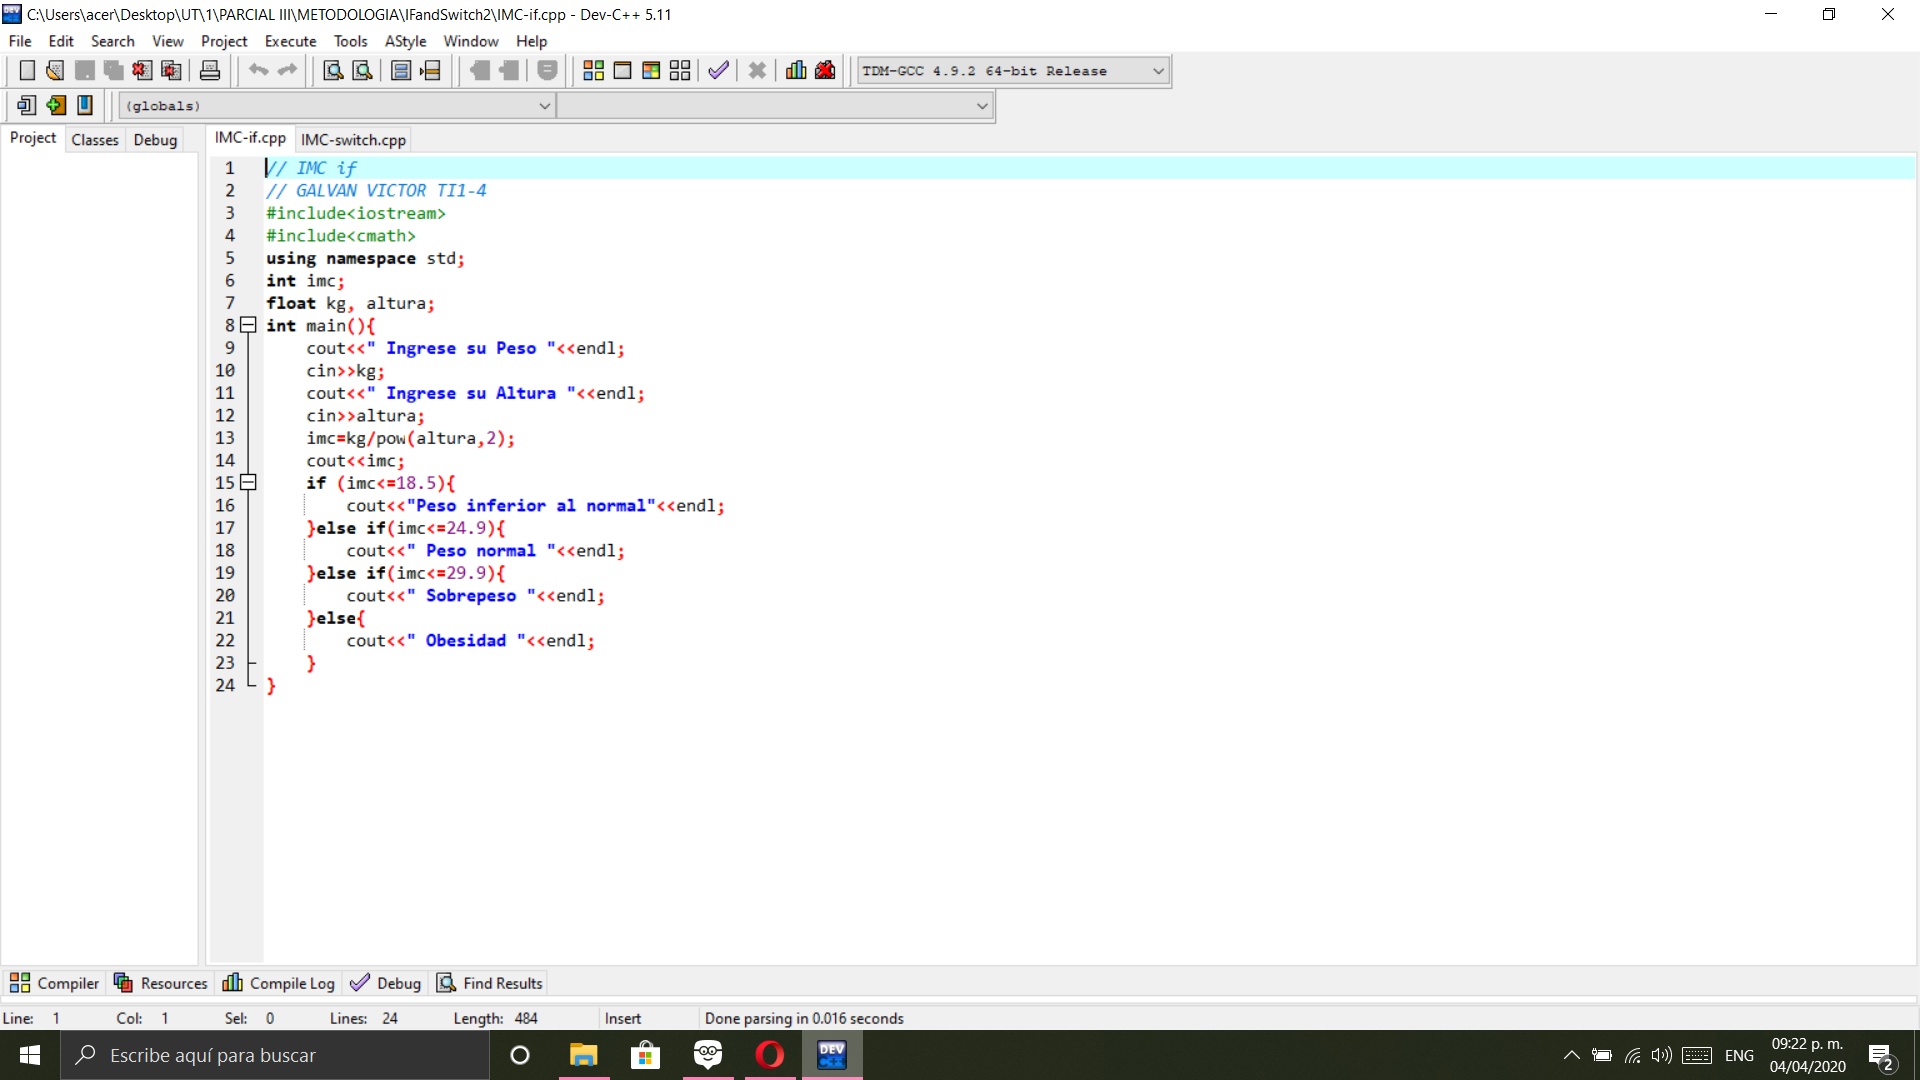 C:\Users\acer\Desktop\UT\1\PARCIAL III\METODOLOGIA\IFandSwitch2\IMC-if.cpp - Dev-C++ 5.11
File Edit Search View Project Execute Tools AStyle Window Help
TDM-GCC 4.9.2 64-bit Release
(globals)
Project Classes Debug IMC-if.cpp IMC-switch.cpp
1 // IMC if
2 // GALVAN VICTOR TI1-4
3 #include<iostream>
4 #include<cmath>
5 using namespace std;
6 int imc;
7 float kg, altura;
8 int main(){
9 cout<<" Ingrese su Peso "<<endl;
10 cin>>kg;
11 cout<<" Ingrese su Altura "<<endl;
12 cin>>altura;
13 imc=kg/pow(altura,2);
14 cout<<imc;
15 if (imc<=18.5){
16 cout<<"Peso inferior al normal"<<endl;
17 }else if(imc<=24.9){
18 cout<<" Peso normal "<<endl;
19 }else if(imc<=29.9){
20 cout<<" Sobrepeso "<<endl;
21 }else{
22 cout<<" Obesidad "<<endl;
23 }
24 }
Compiler Resources Compile Log Debug Find Results
Line: 1 Col: 1 Sel: 0 Lines: 24 Length: 484 Insert Done parsing in 0.016 seconds
Escribe aquí para buscar
DEV C++
ENG
09:22 p. m.
04/04/2020
2